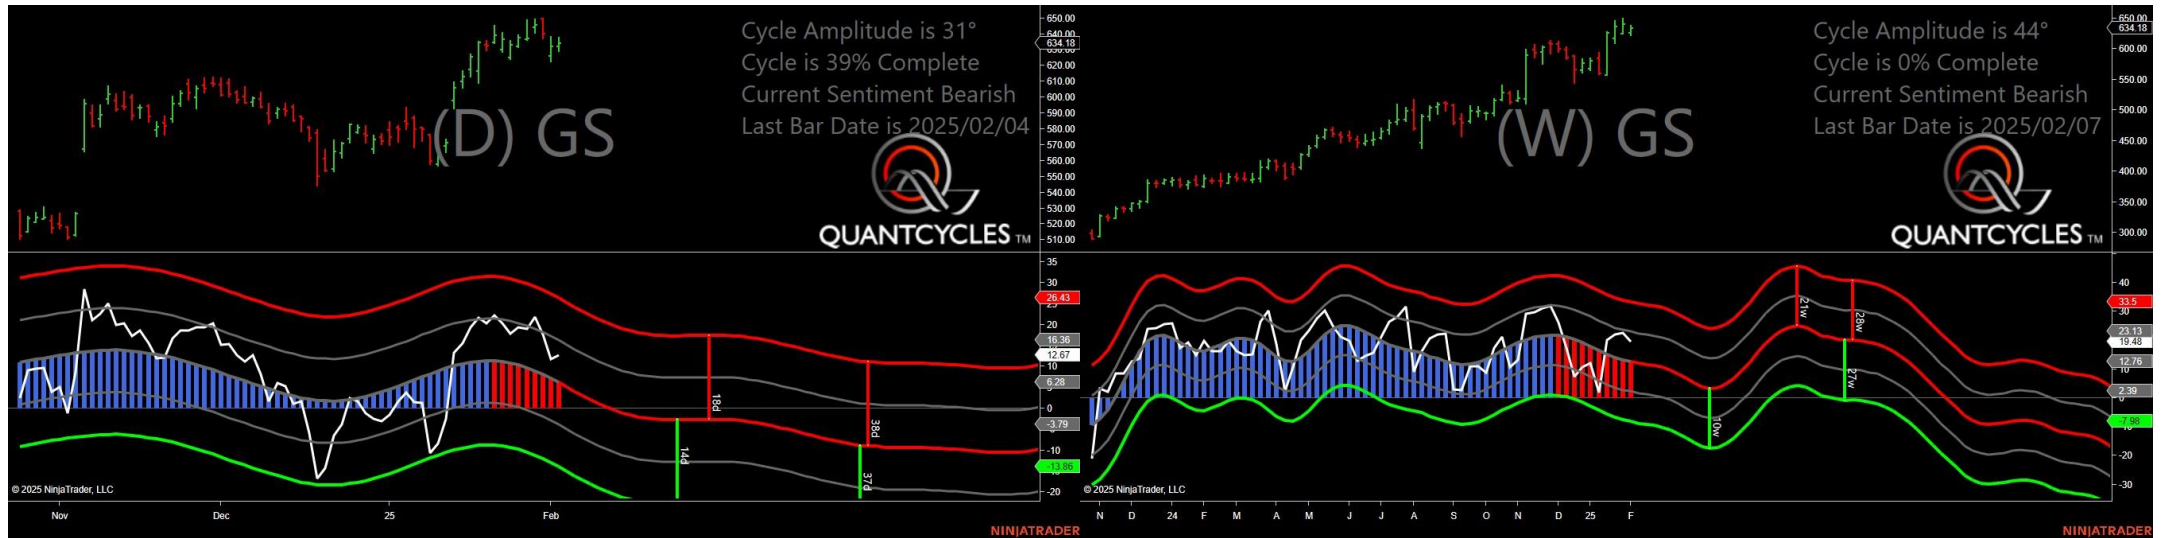 Cycle Amplitude is 31°
Cycle is 39% Complete
Current Sentiment Bearish
Last Bar Date is 2025/02/04
(D) GS
QUANTCYCLES TM
650.00
640.00
634.18
620.00
610.00
600.00
590.00
580.00
570.00
560.00
550.00
540.00
530.00
520.00
510.00
35
30
26.43
20
16.36
12.67
10
6.28
0
-3.79
-10
-13.86
-20
18d
38d
14d
37d
© 2025 NinjaTrader, LLC
Nov Dec 25 Feb
NINJATRADER
Cycle Amplitude is 44°
Cycle is 0% Complete
Current Sentiment Bearish
Last Bar Date is 2025/02/07
(W) GS
QUANTCYCLES TM
650.00
634.18
600.00
550.00
500.00
450.00
400.00
350.00
300.00
40
33.5
30
23.13
19.48
12.76
10
2.39
0
-7.98
-20
-30
21w
28w
27w
10w
© 2025 NinjaTrader, LLC
N D 24 F M A M J J A S O N D 25 F
NINJATRADER